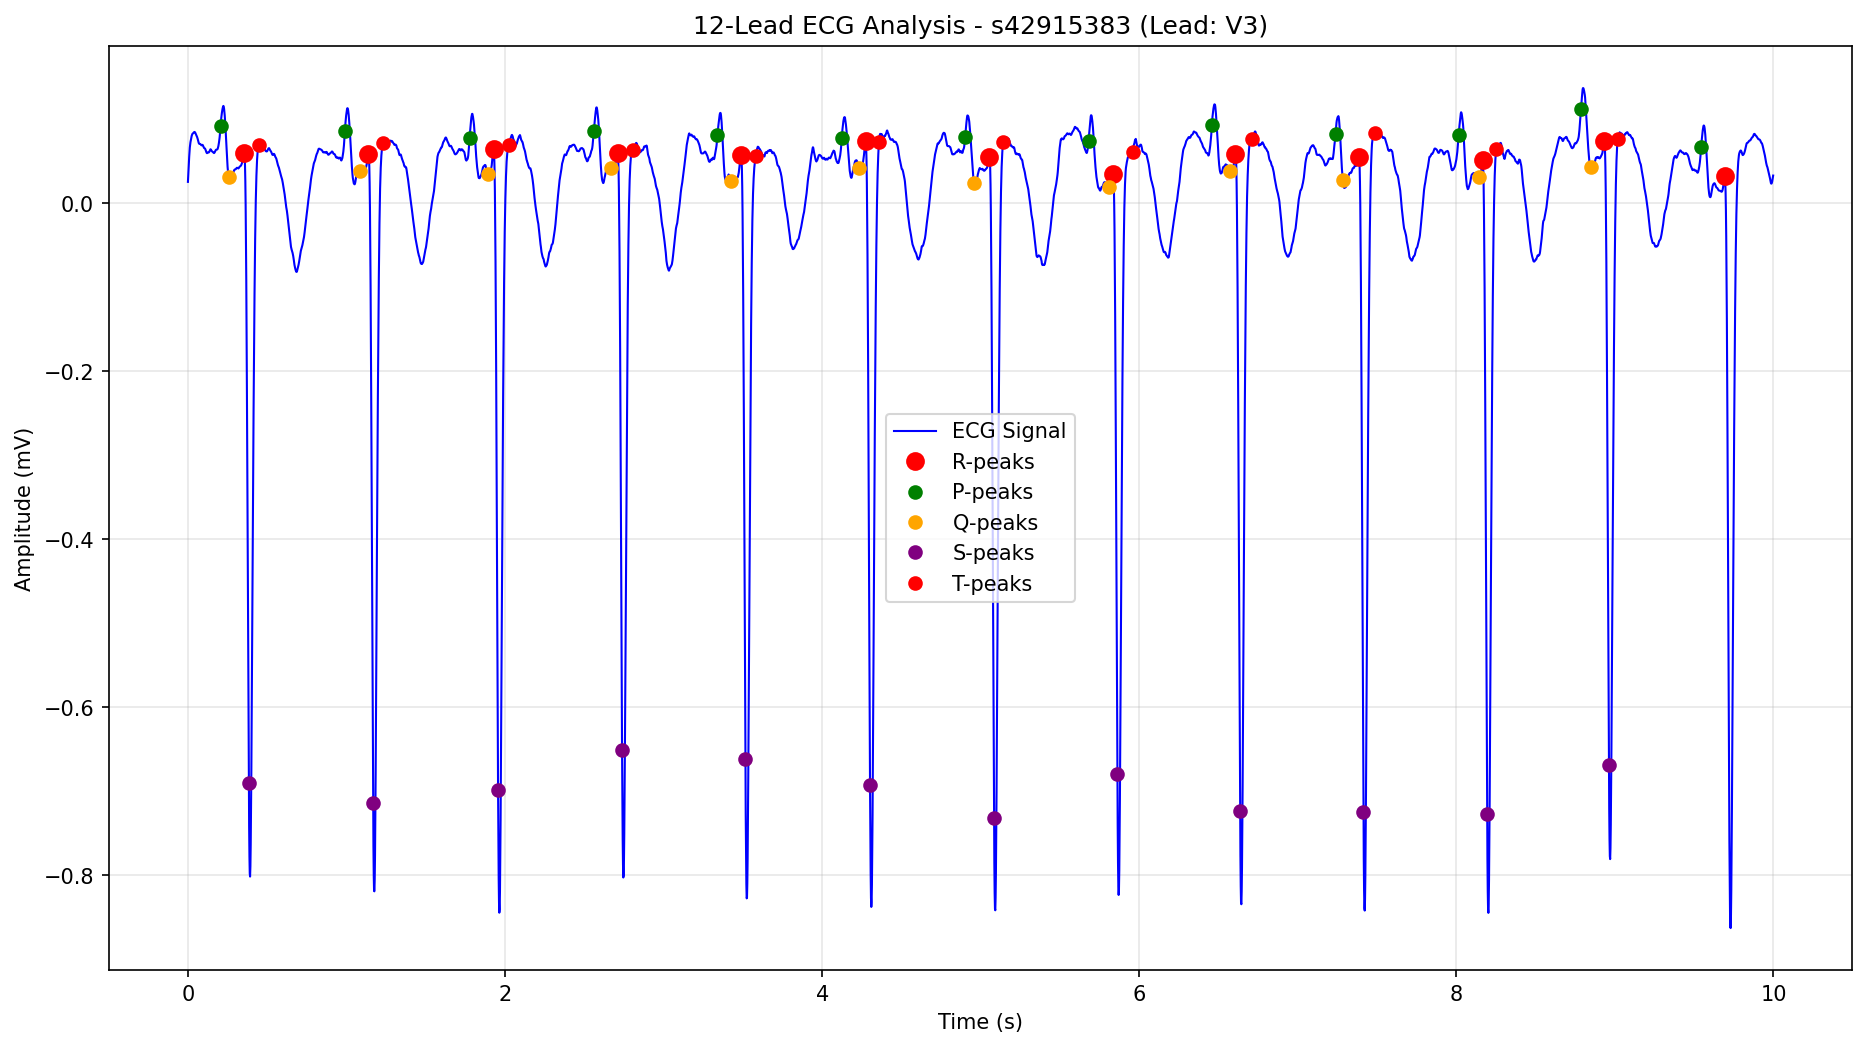 12-Lead ECG Analysis - s42915383 (Lead: V3)
Amplitude (mV)
0.0
−0.2
−0.4
−0.6
−0.8
ECG Signal
R-peaks
P-peaks
Q-peaks
S-peaks
T-peaks
0 2 4 6 8 10
Time (s)